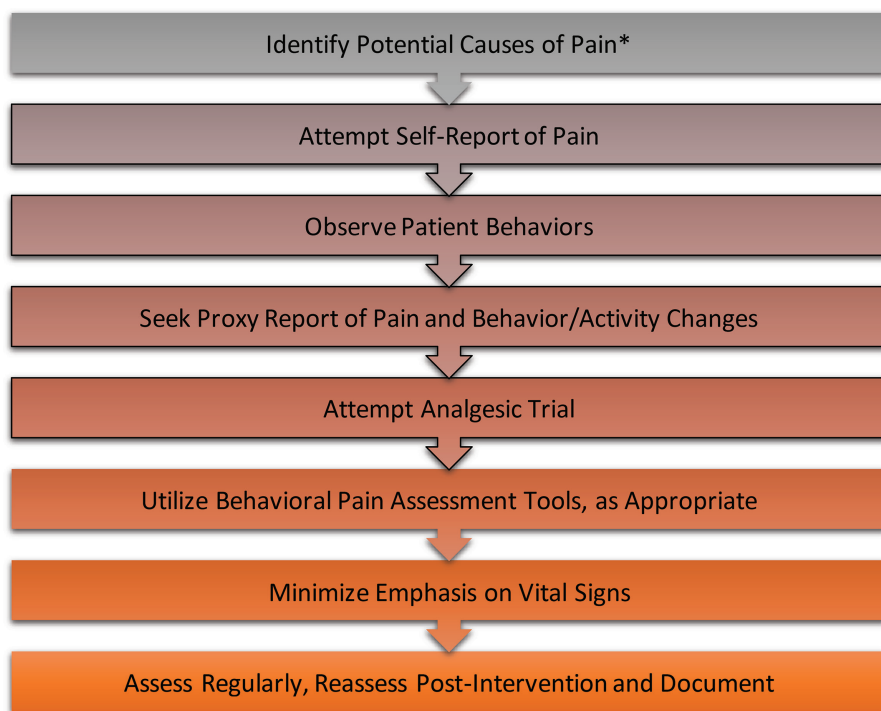 Identify Potential Causes of Pain*
Attempt Self-Report of Pain
Observe Patient Behaviors
Seek Proxy Report of Pain and Behavior/Activity Changes
Attempt Analgesic Trial
Utilize Behavioral Pain Assessment Tools, as Appropriate
Minimize Emphasis on Vital Signs
Assess Regularly, Reassess Post-Intervention and Document